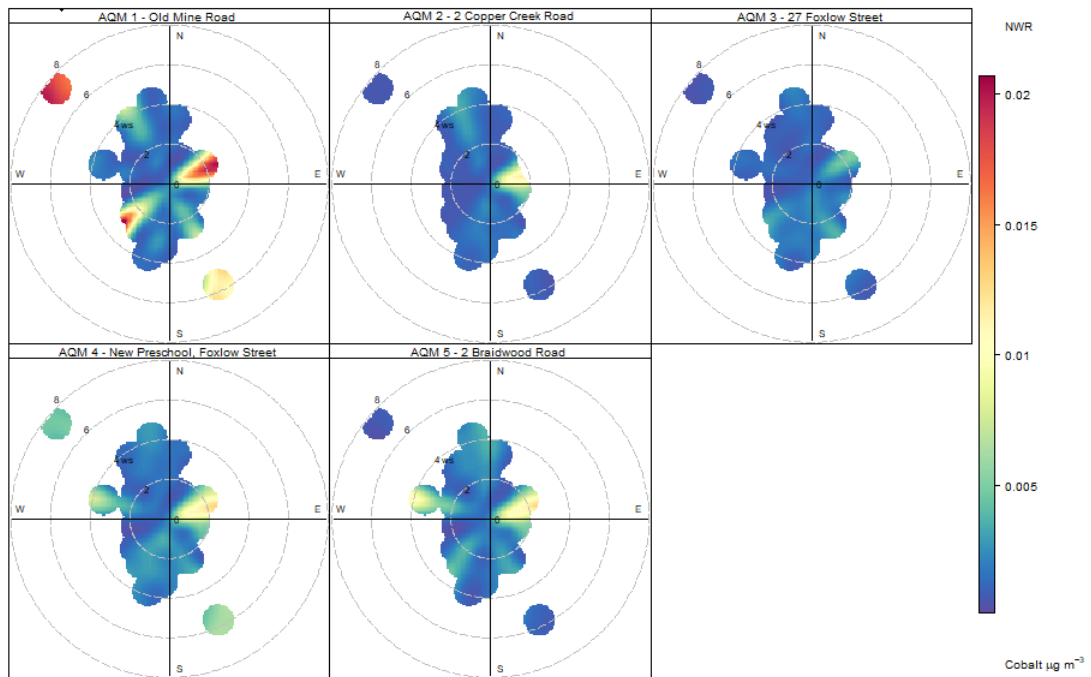 AQM 1 - Old Mine Road
AQM 2 - 2 Copper Creek Road
AQM 3 - 27 Foxlow Street
NWR
N
8
6
4 ws
2
0
W
E
S
N
8
6
4 ws
2
0
W
E
S
N
8
6
4 ws
2
0
W
E
S
0.02
0.015
0.01
0.005
AQM 4 - New Preschool, Foxlow Street
AQM 5 - 2 Braidwood Road
N
8
6
4 ws
2
0
W
E
S
N
8
6
4 ws
2
0
W
E
S
Cobalt μg m⁻³